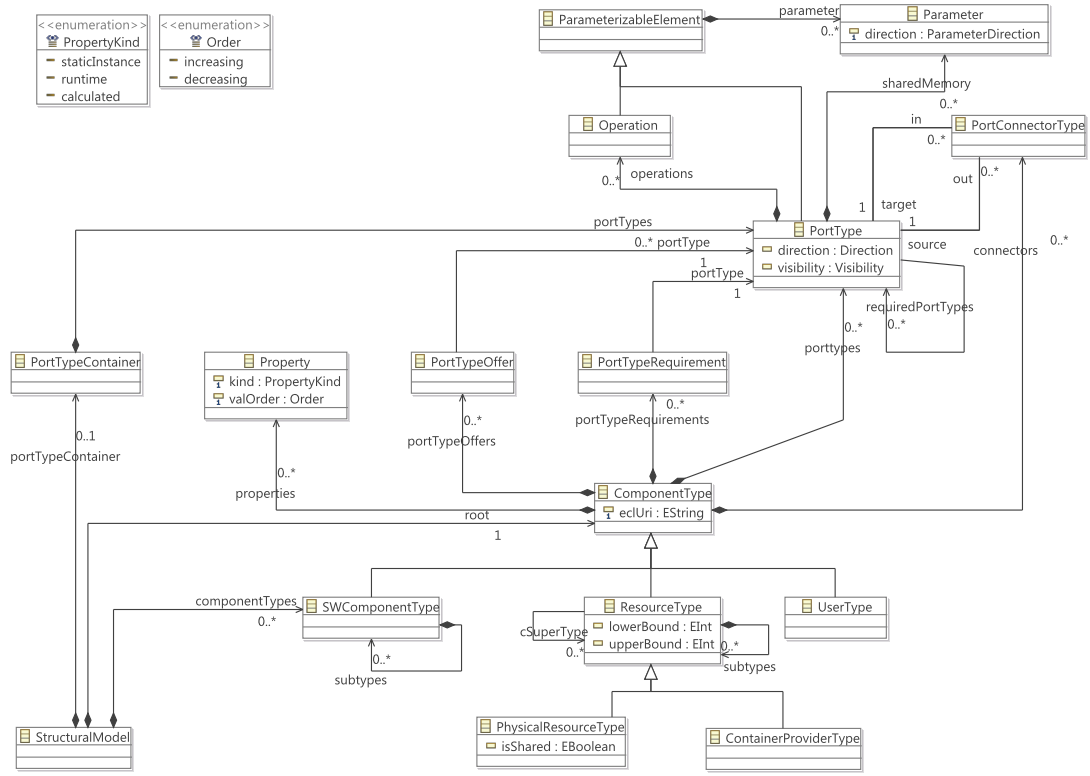 <<enumeration>>
PropertyKind
staticInstance
runtime
calculated
<<enumeration>>
Order
increasing
decreasing
ParameterizableElement
parameter
0..*
Parameter
direction : ParameterDirection
sharedMemory
0..*
Operation
operations
0..*
in
0..*
PortConnectorType
out
0..*
1
target
1
source
connectors
0..*
portTypes
0..*
portType
1
portType
1
PortType
direction : Direction
visibility : Visibility
requiredPortTypes
0..*
0..*
porttypes
PortTypeContainer
Property
kind : PropertyKind
valOrder : Order
PortTypeOffer
PortTypeRequirement
0..1
portTypeContainer
0..*
properties
0..*
portTypeOffers
0..*
portTypeRequirements
ComponentType
eclUri : EString
root
1
componentTypes
0..*
SWComponentType
0..*
subtypes
ResourceType
lowerBound : EInt
upperBound : EInt
cSuperType
0..*
0..*
subtypes
UserType
StructuralModel
PhysicalResourceType
isShared : EBoolean
ContainerProviderType